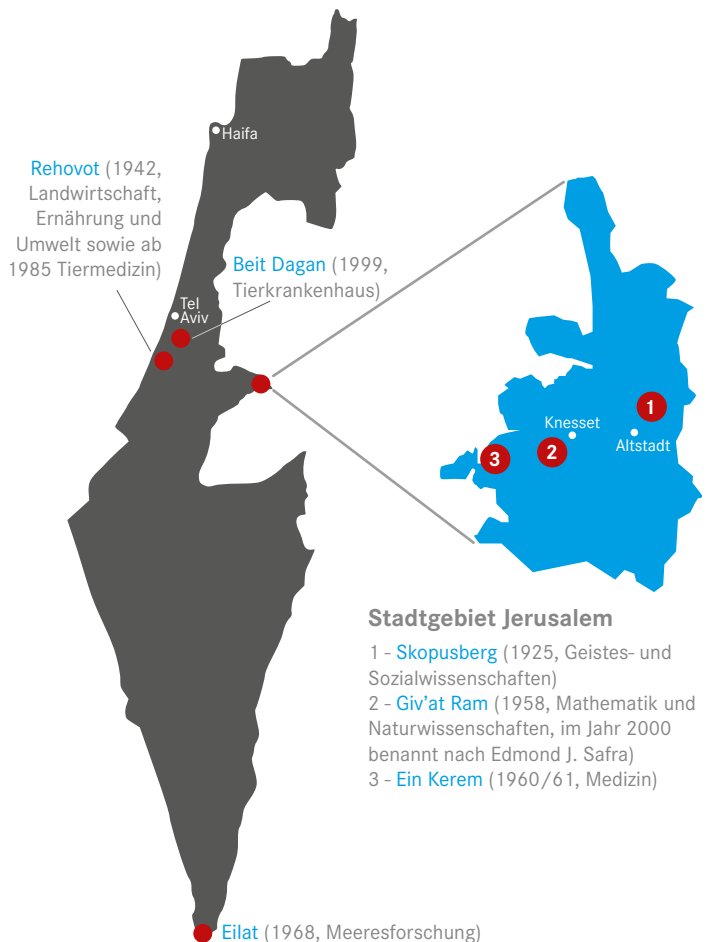 Haifa
Rehovot (1942,
Landwirtschaft,
Ernährung und
Umwelt sowie ab
1985 Tiermedizin)
Beit Dagan (1999,
Tierkrankenhaus)
Tel
Aviv
1
Knesset
Altstadt
2
3
Stadtgebiet Jerusalem
1 - Skopusberg (1925, Geistes- und
Sozialwissenschaften)
2 - Giv'at Ram (1958, Mathematik und
Naturwissenschaften, im Jahr 2000
benannt nach Edmond J. Safra)
3 - Ein Kerem (1960/61, Medizin)
Eilat (1968, Meeresforschung)